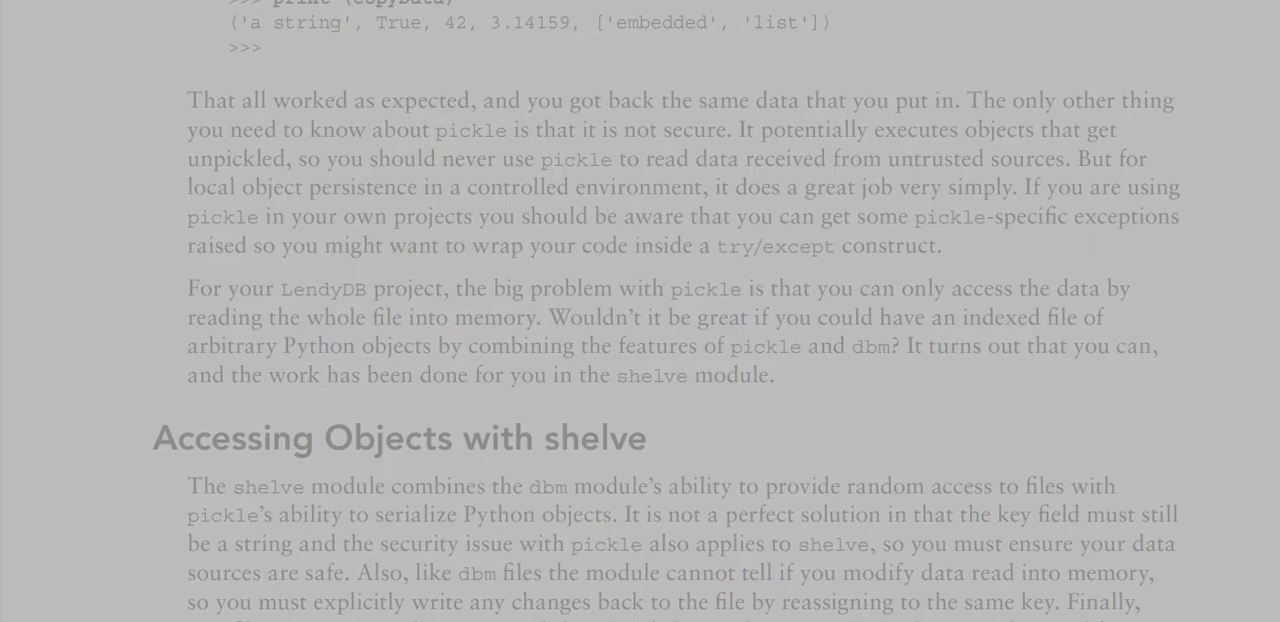 >>> print (copyData)
('a string', True, 42, 3.14159, ['embedded', 'list'])
>>>
That all worked as expected, and you got back the same data that you put in. The only other thing
you need to know about pickle is that it is not secure. It potentially executes objects that get
unpickled, so you should never use pickle to read data received from untrusted sources. But for
local object persistence in a controlled environment, it does a great job very simply. If you are using
pickle in your own projects you should be aware that you can get some pickle-specific exceptions
raised so you might want to wrap your code inside a try/except construct.
For your LendyDB project, the big problem with pickle is that you can only access the data by
reading the whole file into memory. Wouldn't it be great if you could have an indexed file of
arbitrary Python objects by combining the features of pickle and dbm? It turns out that you can,
and the work has been done for you in the shelve module.
Accessing Objects with shelve
The shelve module combines the dbm module's ability to provide random access to files with
pickle's ability to serialize Python objects. It is not a perfect solution in that the key field must still
be a string and the security issue with pickle also applies to shelve, so you must ensure your data
sources are safe. Also, like dbm files the module cannot tell if you modify data read into memory,
so you must explicitly write any changes back to the file by reassigning to the same key. Finally,